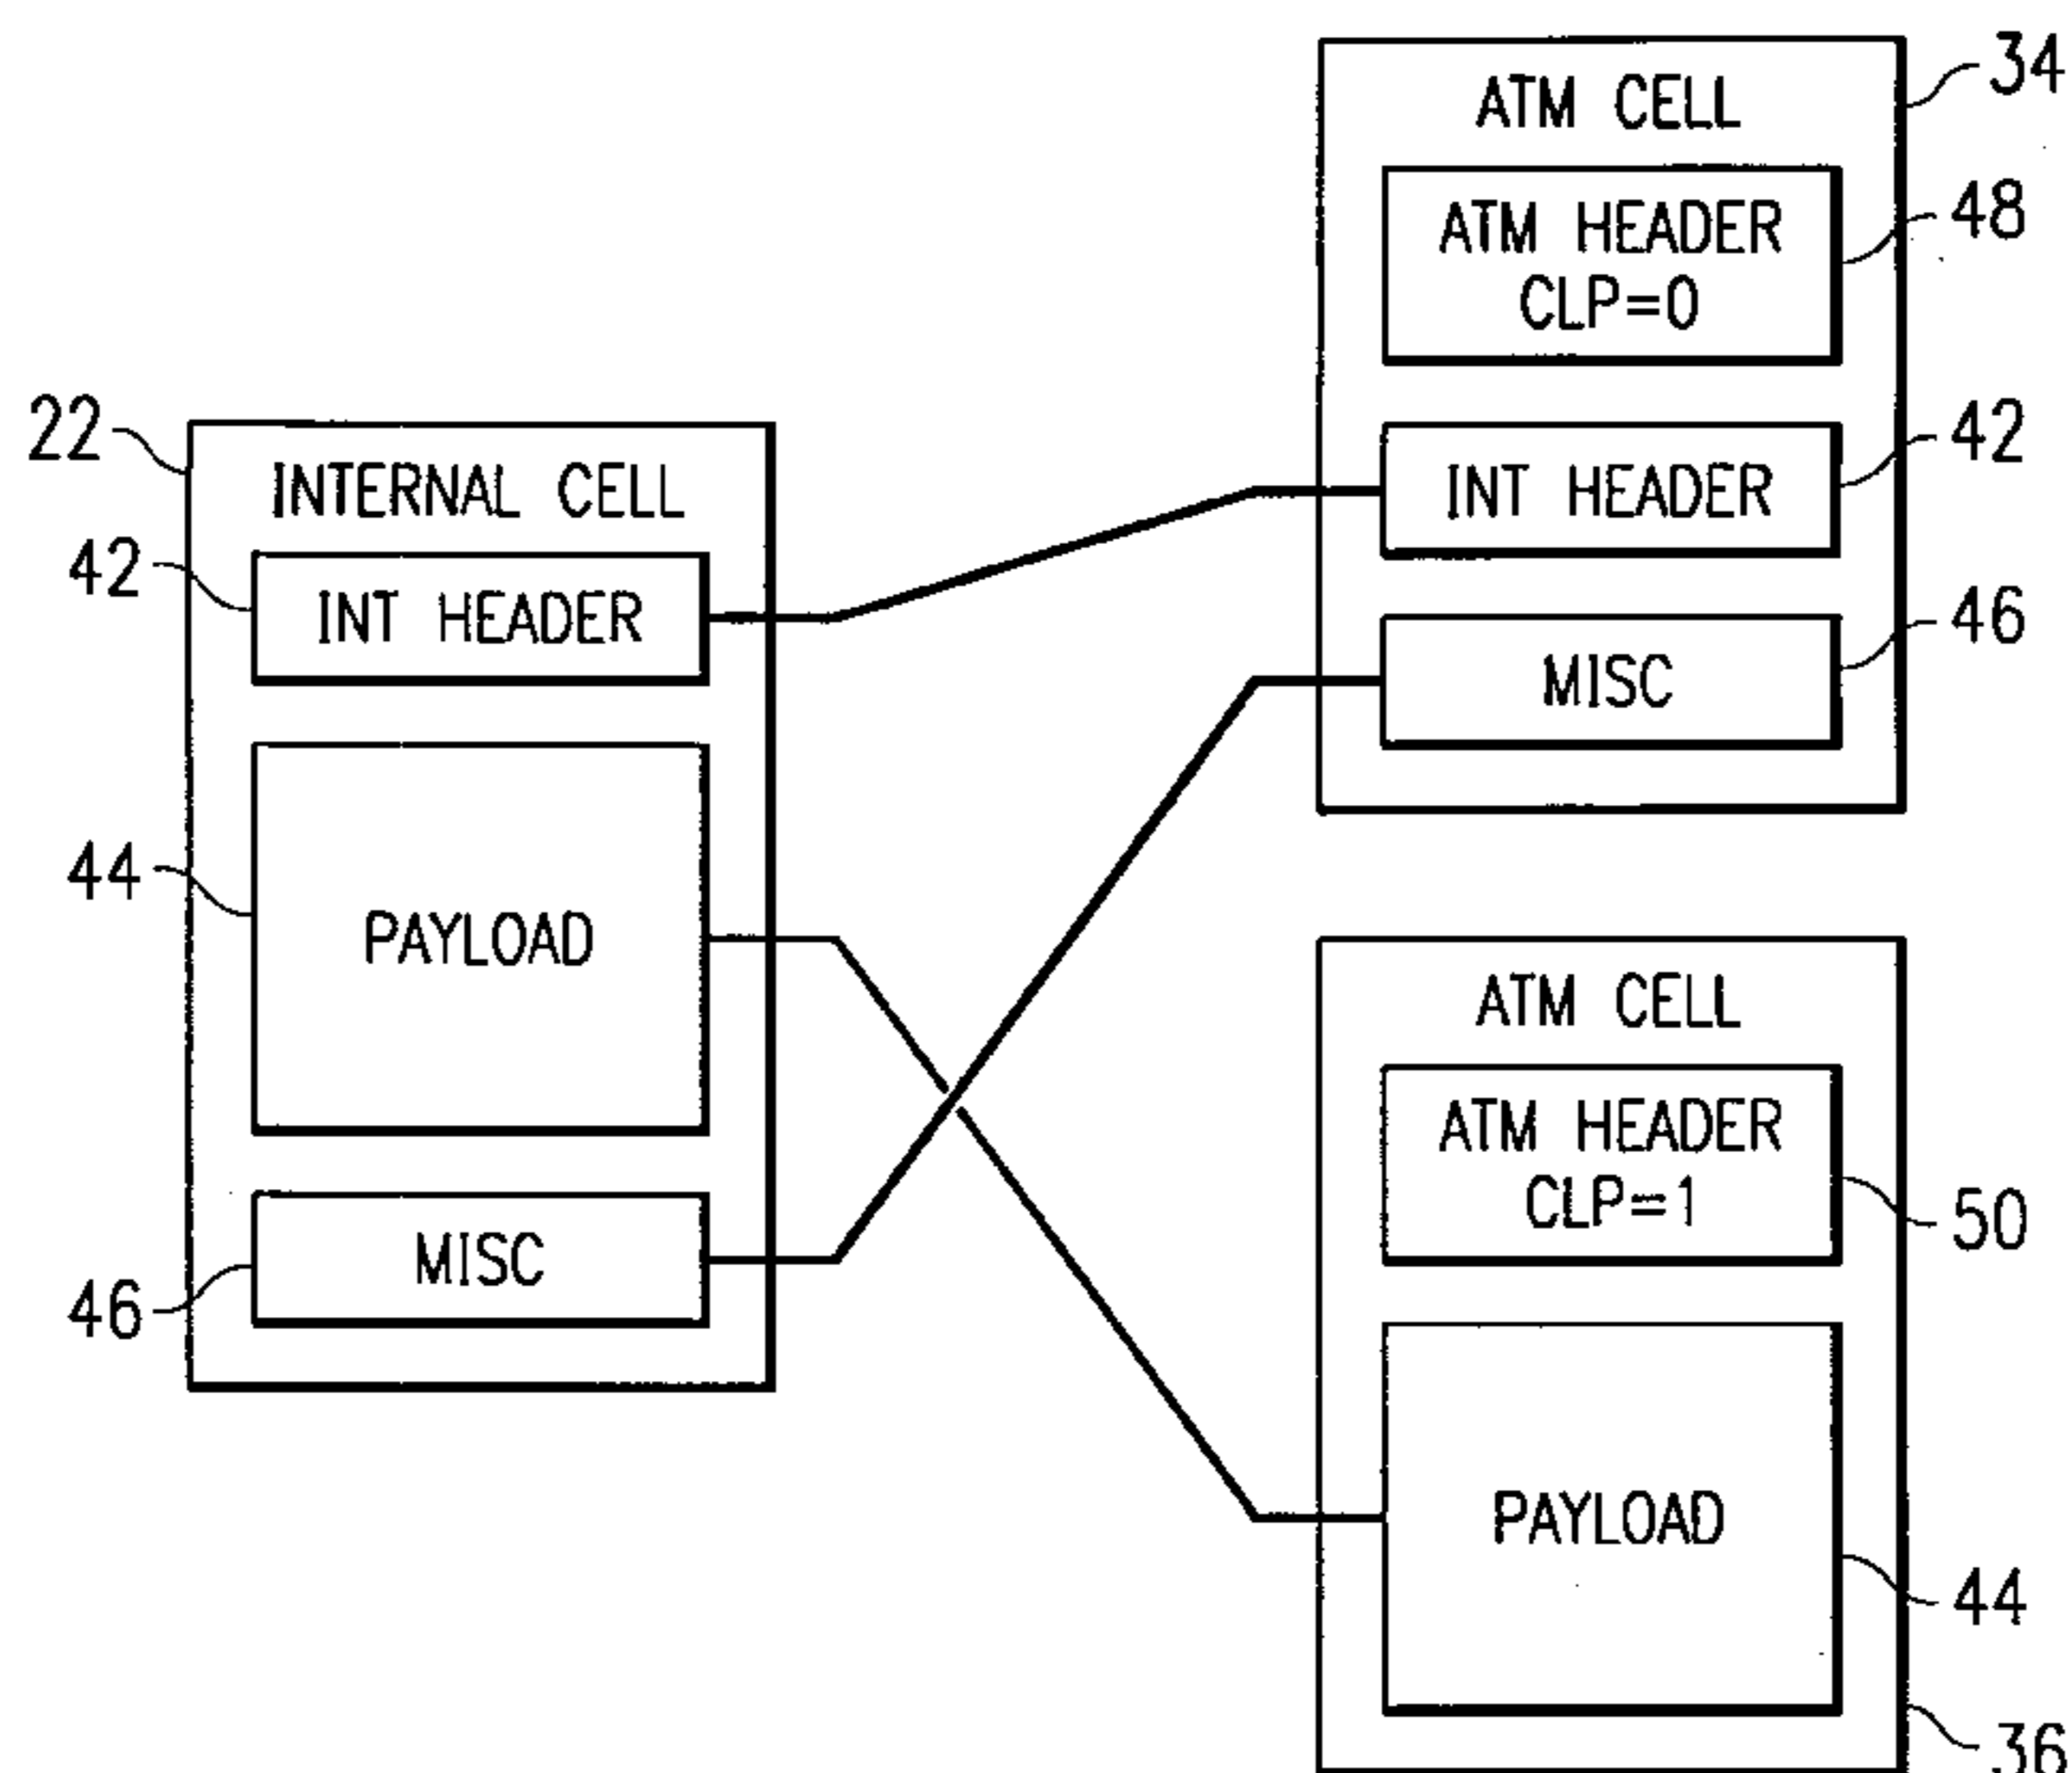 22
INTERNAL CELL
42
INT HEADER
44
PAYLOAD
46
MISC
34
ATM CELL
48
ATM HEADER
CLP=0
42
INT HEADER
46
MISC
ATM CELL
ATM HEADER
CLP=1
50
PAYLOAD
44
36